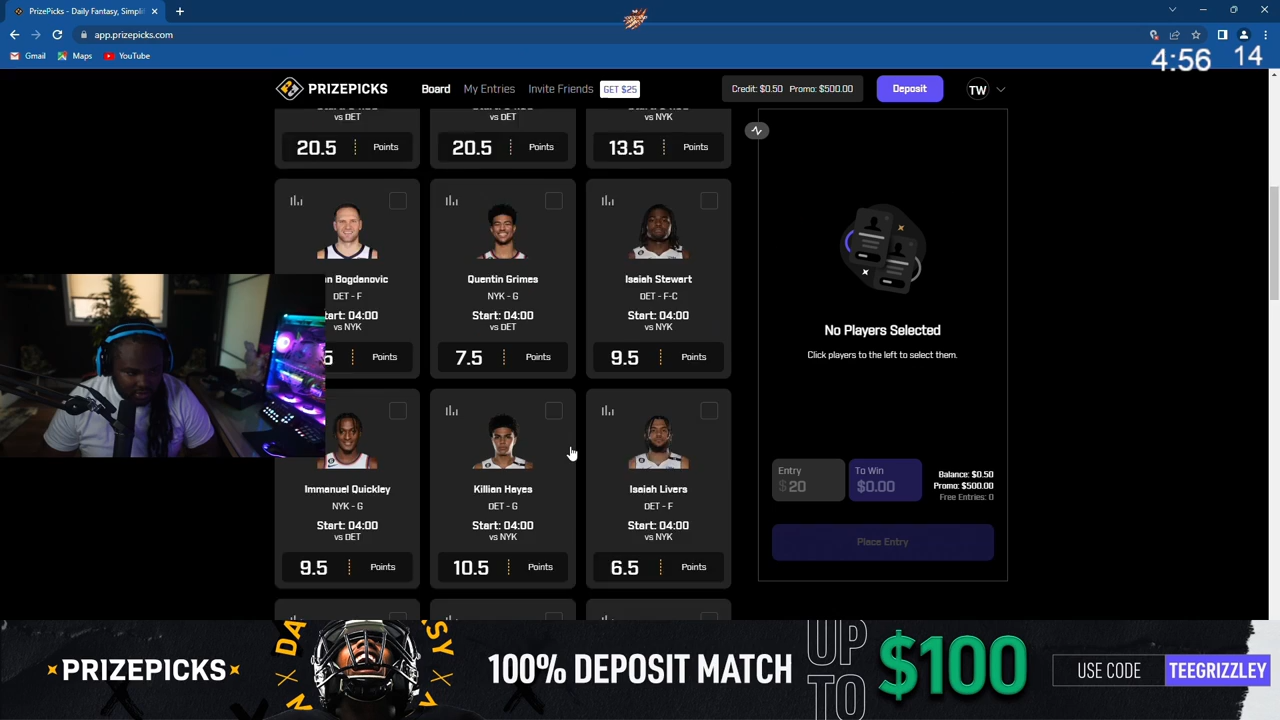 PrizePicks - Daily Fantasy, Simpli
app.prizepicks.com
Gmail Maps YouTube
4:56 14
PRIZEPICKS Board My Entries Invite Friends GET $25 Credit: $0.50 Promo: $500.00 Deposit TW
vs DET
20.5 Points
vs DET
20.5 Points
vs NYK
13.5 Points
Bogdanovic
DET - F
Start: 04:00
vs NYK
Points
Quentin Grimes
NYK - G
Start: 04:00
vs DET
7.5 Points
Isaiah Stewart
DET - F-C
Start: 04:00
vs NYK
9.5 Points
Immanuel Quickley
NYK - G
Start: 04:00
vs DET
9.5 Points
Killian Hayes
DET - G
Start: 04:00
vs NYK
10.5 Points
Isaiah Livers
DET - F
Start: 04:00
vs NYK
6.5 Points
No Players Selected
Click players to the left to select them.
Entry
$ 20
To Win
$0.00
Balance: $0.50
Promo: $500.00
Free Entries: 0
Place Entry
PRIZEPICKS
100% DEPOSIT MATCH
UP TO
$100
USE CODE TEEGRIZZLEY